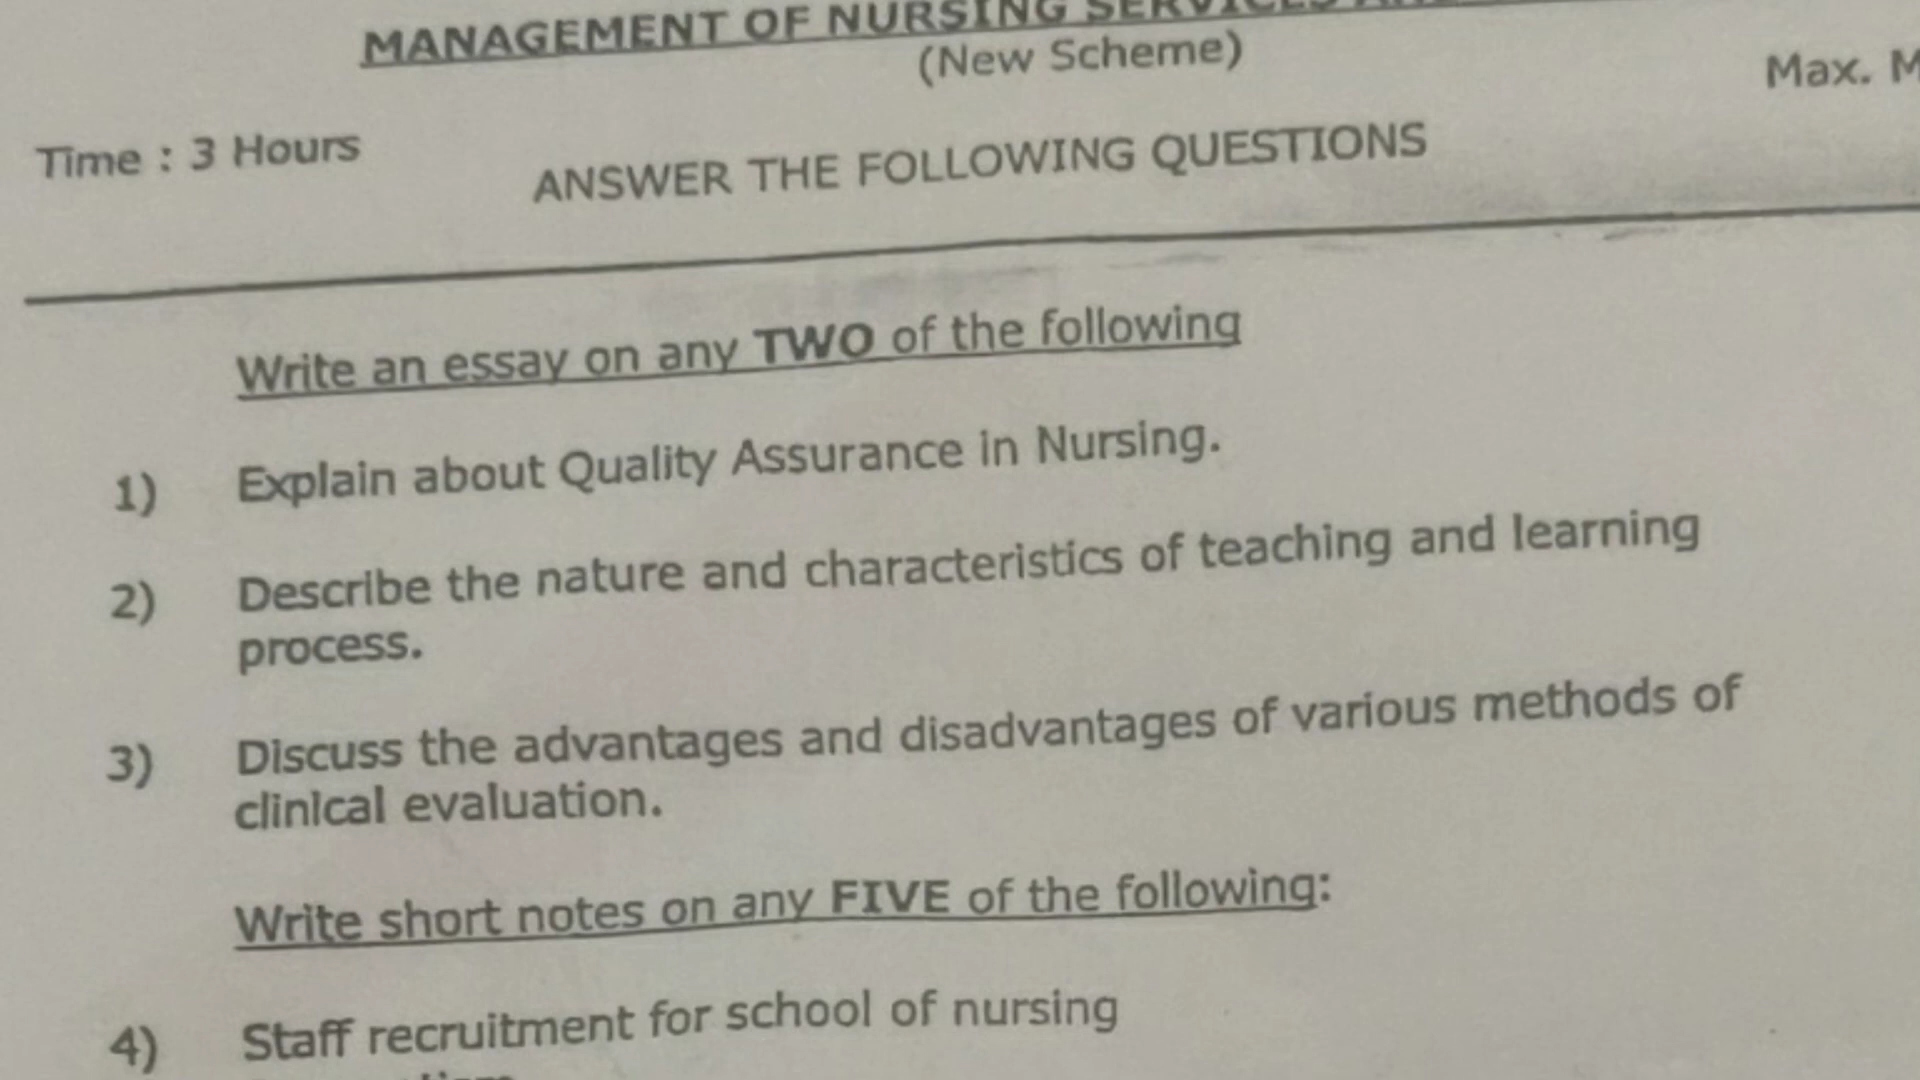 MANAGEMENT OF NURSING SERVICES
(New Scheme)
Max.
Time : 3 Hours
ANSWER THE FOLLOWING QUESTIONS
Write an essay on any TWO of the following
1) Explain about Quality Assurance in Nursing.
2) Describe the nature and characteristics of teaching and learning
process.
3) Discuss the advantages and disadvantages of various methods of
clinical evaluation.
Write short notes on any FIVE of the following:
4) Staff recruitment for school of nursing